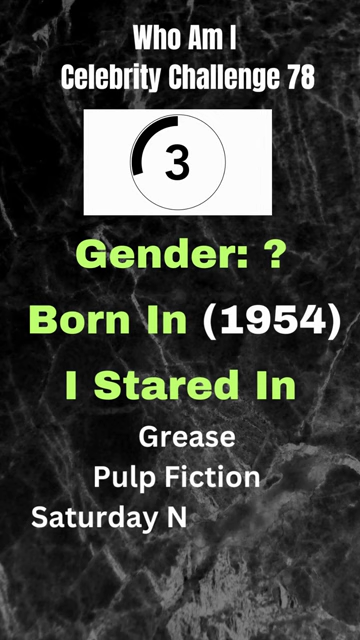 Who Am I
Celebrity Challenge 78
3
Gender: ?
Born In (1954)
I Stared In
Grease
Pulp Fiction
Saturday N